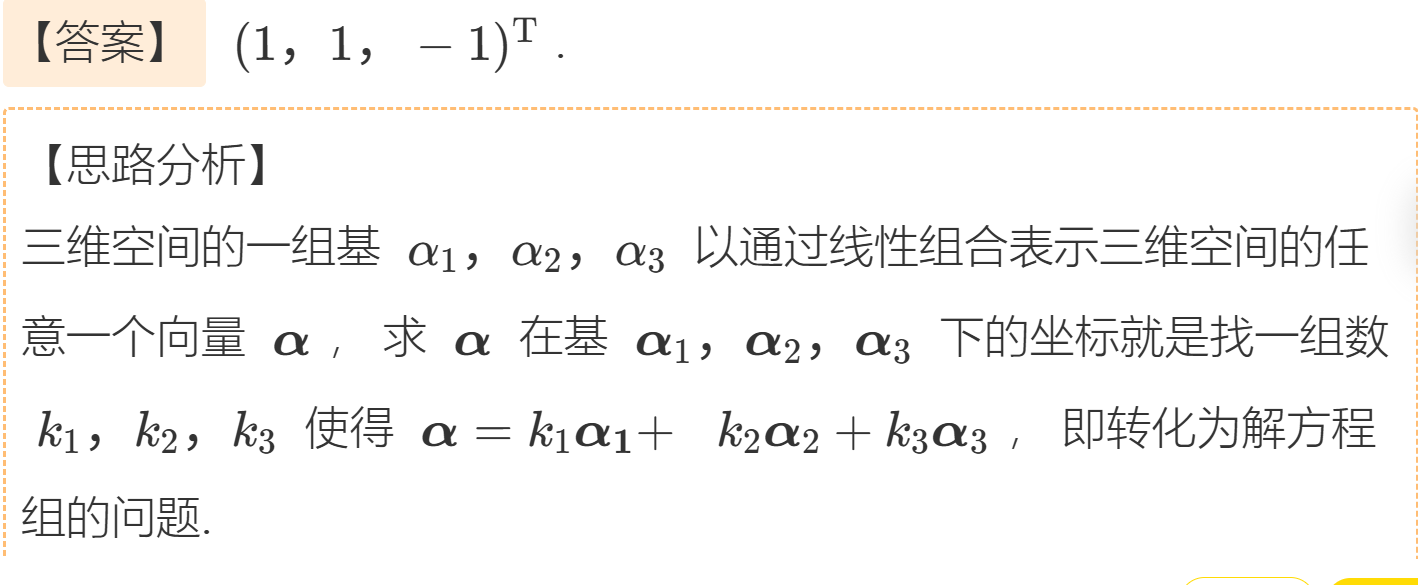 【答案】 (1，1，－1)ᵀ .
【思路分析】
三维空间的一组基 α₁，α₂，α₃ 以通过线性组合表示三维空间的任
意一个向量 α ， 求 α 在基 α₁，α₂，α₃ 下的坐标就是找一组数
k₁，k₂，k₃ 使得 α = k₁α₁+ k₂α₂ + k₃α₃ ， 即转化为解方程
组的问题.